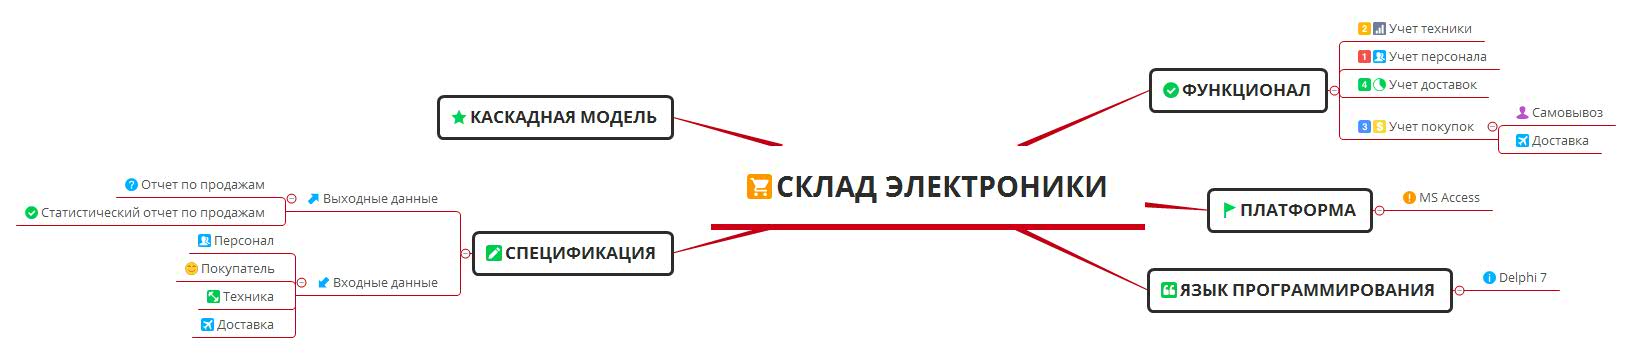 СКЛАД ЭЛЕКТРОНИКИ
КАСКАДНАЯ МОДЕЛЬ
СПЕЦИФИКАЦИЯ
Выходные данные
Отчет по продажам
Статистический отчет по продажам
Входные данные
Персонал
Покупатель
Техника
Доставка
ФУНКЦИОНАЛ
2 Учет техники
1 Учет персонала
4 Учет доставок
3 $ Учет покупок
Самовывоз
Доставка
ПЛАТФОРМА
MS Access
ЯЗЫК ПРОГРАММИРОВАНИЯ
Delphi 7